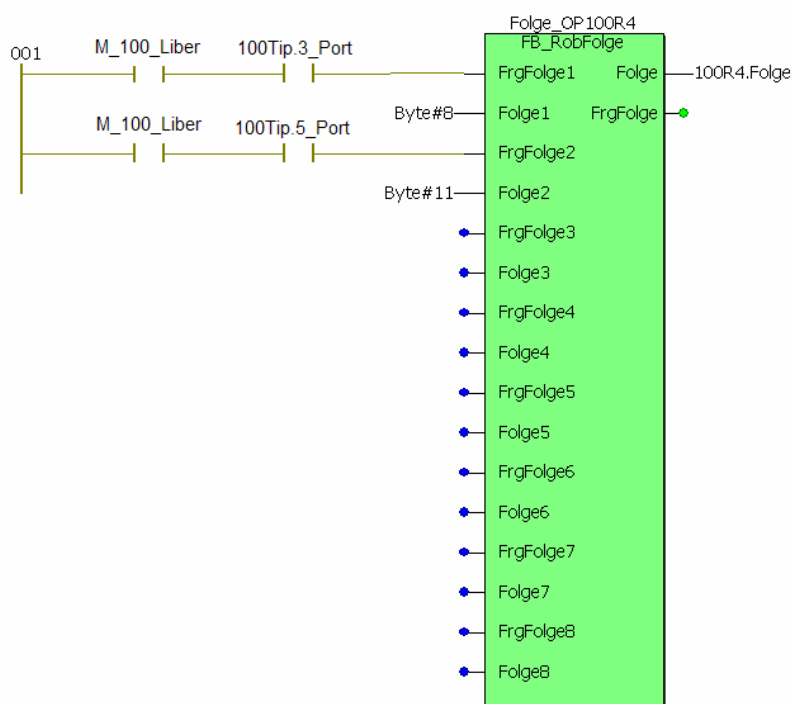 Folge_OP100R4
FB_RobFolge
001
M_100_Liber 100Tip.3_Port
FrgFolge1 Folge 100R4.Folge
Byte#8 Folge1 FrgFolge
M_100_Liber 100Tip.5_Port
FrgFolge2
Byte#11 Folge2
FrgFolge3
Folge3
FrgFolge4
Folge4
FrgFolge5
Folge5
FrgFolge6
Folge6
FrgFolge7
Folge7
FrgFolge8
Folge8